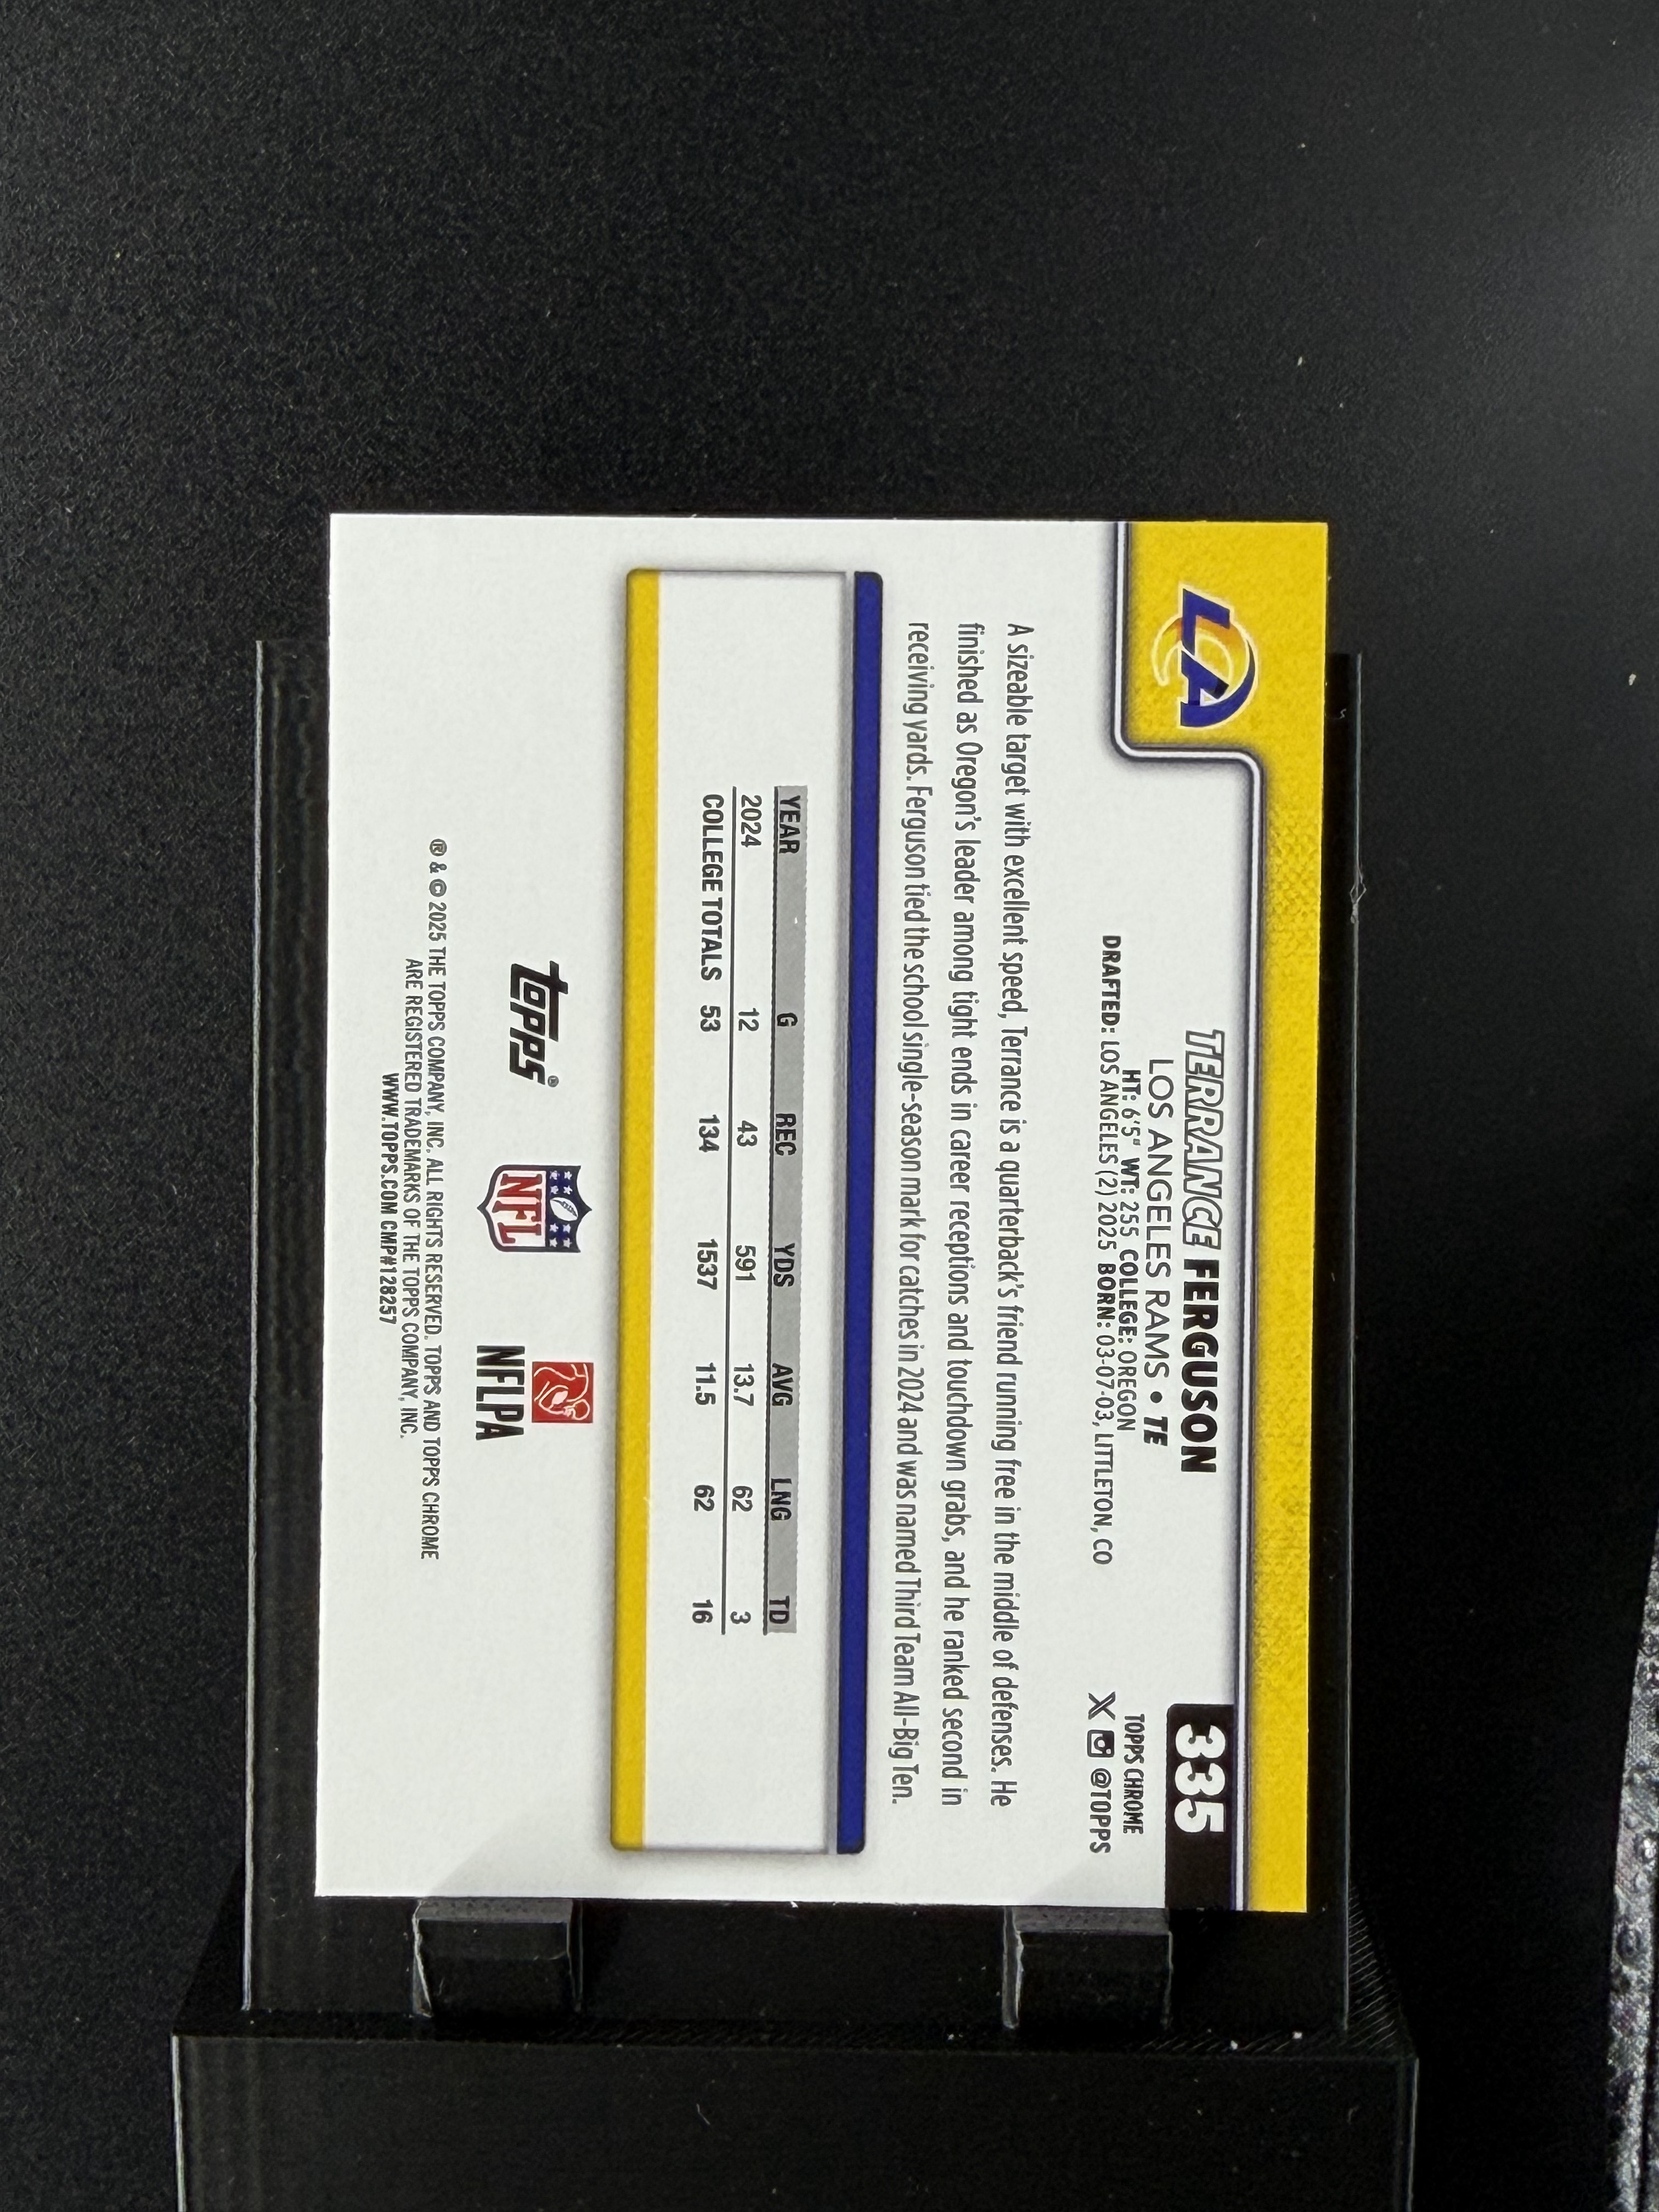 LA
TERRANCE FERGUSON
LOS ANGELES RAMS • TE
HT: 6'5" WT: 255 COLLEGE: OREGON
DRAFTED: LOS ANGELES (2) 2025 BORN: 03-07-03, LITTLETON, CO
335
TOPPS CHROME
X @TOPPS
A sizeable target with excellent speed, Terrance is a quarterback's friend running free in the middle of defenses. He
finished as Oregon's leader among tight ends in career receptions and touchdown grabs, and he ranked second in
receiving yards. Ferguson tied the school single-season mark for catches in 2024 and was named Third Team All-Big Ten.
YEAR G REC YDS AVG LNG TD
2024 12 43 591 13.7 62 3
COLLEGE TOTALS 53 134 1537 11.5 62 16
topps®
NFL
NFLPA
® & © 2025 THE TOPPS COMPANY, INC. ALL RIGHTS RESERVED. TOPPS AND TOPPS CHROME
ARE REGISTERED TRADEMARKS OF THE TOPPS COMPANY, INC.
WWW.TOPPS.COM CMP#128257